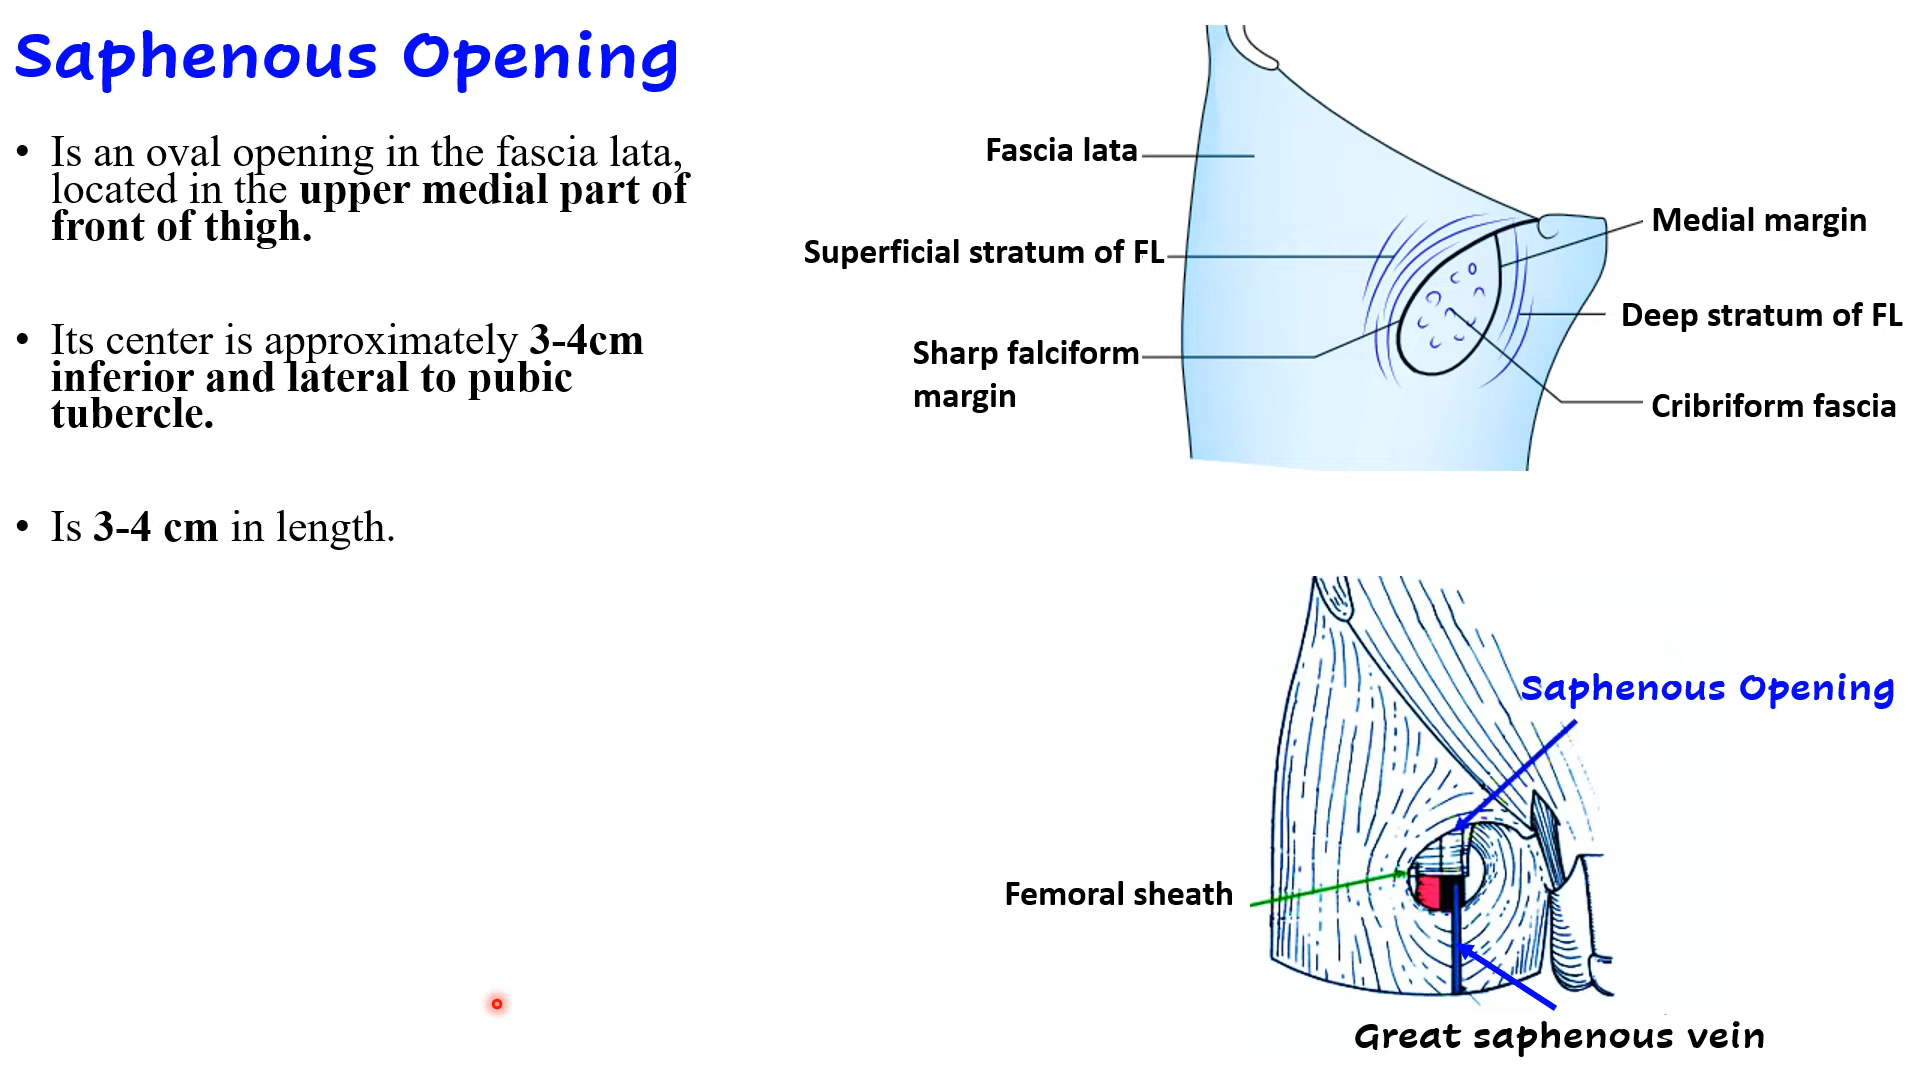 Saphenous Opening
• Is an oval opening in the fascia lata,
located in the upper medial part of
front of thigh.
• Its center is approximately 3-4cm
inferior and lateral to pubic
tubercle.
• Is 3-4 cm in length.
Fascia lata
Superficial stratum of FL
Sharp falciform
margin
Medial margin
Deep stratum of FL
Cribriform fascia
Saphenous Opening
Femoral sheath
Great saphenous vein